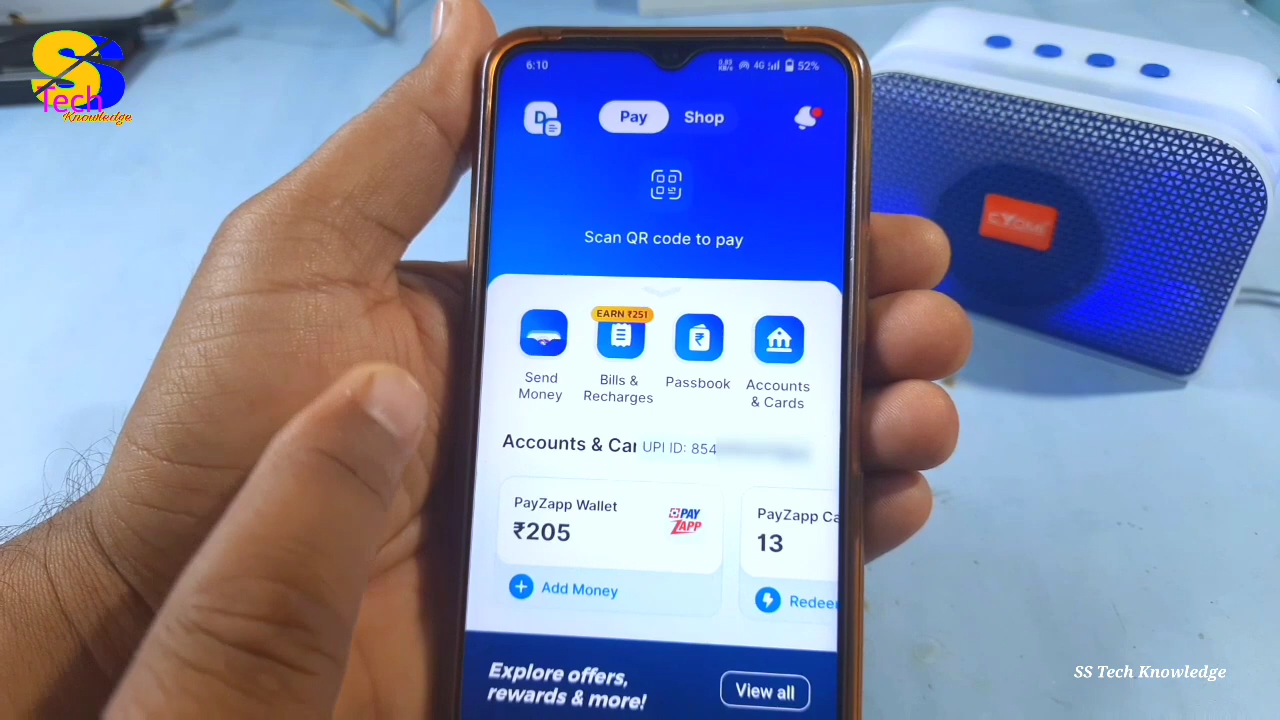 SS
Tech
Knowledge
6:10
4G
52%
D
Pay
Shop
Scan QR code to pay
EARN ₹251
Send
Money
Bills &
Recharges
Passbook
Accounts
& Cards
Accounts & Car
UPI ID: 854
PayZapp Wallet
₹205
PAY
ZAPP
Add Money
PayZapp Ca
13
Redeer
Explore offers,
rewards & more!
View all
SS Tech Knowledge